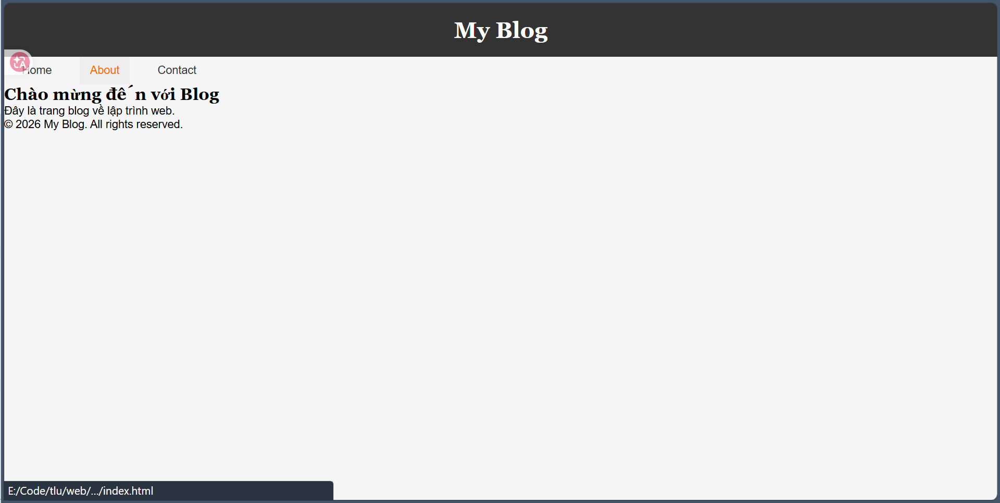 My Blog
Home About Contact
Chào mừng đến với Blog
Đây là trang blog về lập trình web.
© 2026 My Blog. All rights reserved.
E:/Code/tlu/web/.../index.html